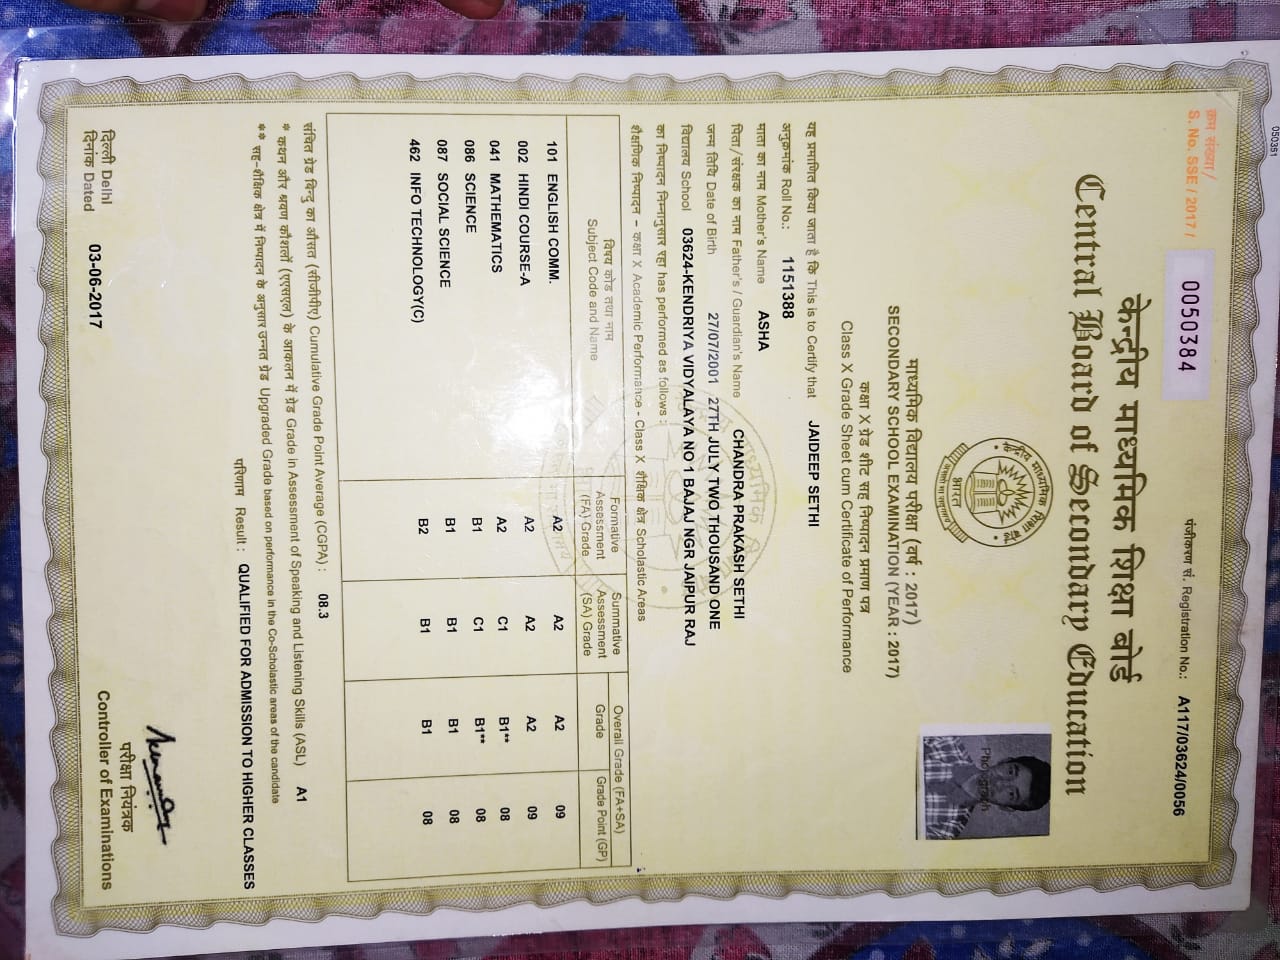 050351
क्रम संख्या/
S. No. SSE / 2017 / 0050384
पंजीकरण सं. Registration No.: A117/03624/0056
केन्द्रीय माध्यमिक शिक्षा बोर्ड
Central Board of Secondary Education
केन्द्रीय माध्यमिक शिक्षा बोर्ड
भारत
Photograph
माध्यमिक विद्यालय परीक्षा (वर्ष : 2017)
SECONDARY SCHOOL EXAMINATION (YEAR : 2017)
कक्षा X ग्रेड शीट सह निष्पादन प्रमाण पत्र
Class X Grade Sheet cum Certificate of Performance
यह प्रमाणित किया जाता है कि This is to Certify that JAIDEEP SETHI
अनुक्रमांक Roll No.: 1151388
माता का नाम Mother's Name ASHA
पिता/संरक्षक का नाम Father's / Guardian's Name CHANDRA PRAKASH SETHI
जन्म तिथि Date of Birth 27/07/2001 27TH JULY TWO THOUSAND ONE
विद्यालय School 03624-KENDRIYA VIDYALAYA NO 1 BAJAJ NGR JAIPUR RAJ
का निष्पादन निम्नानुसार रहा has performed as follows :
शैक्षणिक निष्पादन - कक्षा X Academic Performance - Class X शैक्षिक क्षेत्र Scholastic Areas
विषय कोड तथा नाम
Subject Code and Name
Formative Assessment (FA) Grade
Summative Assessment (SA) Grade
Overall Grade (FA+SA)
Grade
Grade Point (GP)
101 ENGLISH COMM. A2 A2 A2 09
002 HINDI COURSE-A A2 A2 A2 09
041 MATHEMATICS A2 C1 B1** 08
086 SCIENCE B1 C1 B1** 08
087 SOCIAL SCIENCE B1 B1 B1 08
462 INFO TECHNOLOGY(C) B2 B1 B1 08
संचित ग्रेड बिन्दु का औसत (सीजीपीए) Cumulative Grade Point Average (CGPA) : 08.3
* कथन और श्रवण कौशलों (एएसएल) के आकलन में ग्रेड Grade in Assessment of Speaking and Listening Skills (ASL) A1
** सह-शैक्षिक क्षेत्र में निष्पादन के अनुसार उन्नत ग्रेड Upgraded Grade based on performance in the Co-Scholastic areas of the candidate
परिणाम Result : QUALIFIED FOR ADMISSION TO HIGHER CLASSES
दिल्ली Delhi
दिनांक Dated 03-06-2017
परीक्षा नियंत्रक
Controller of Examinations